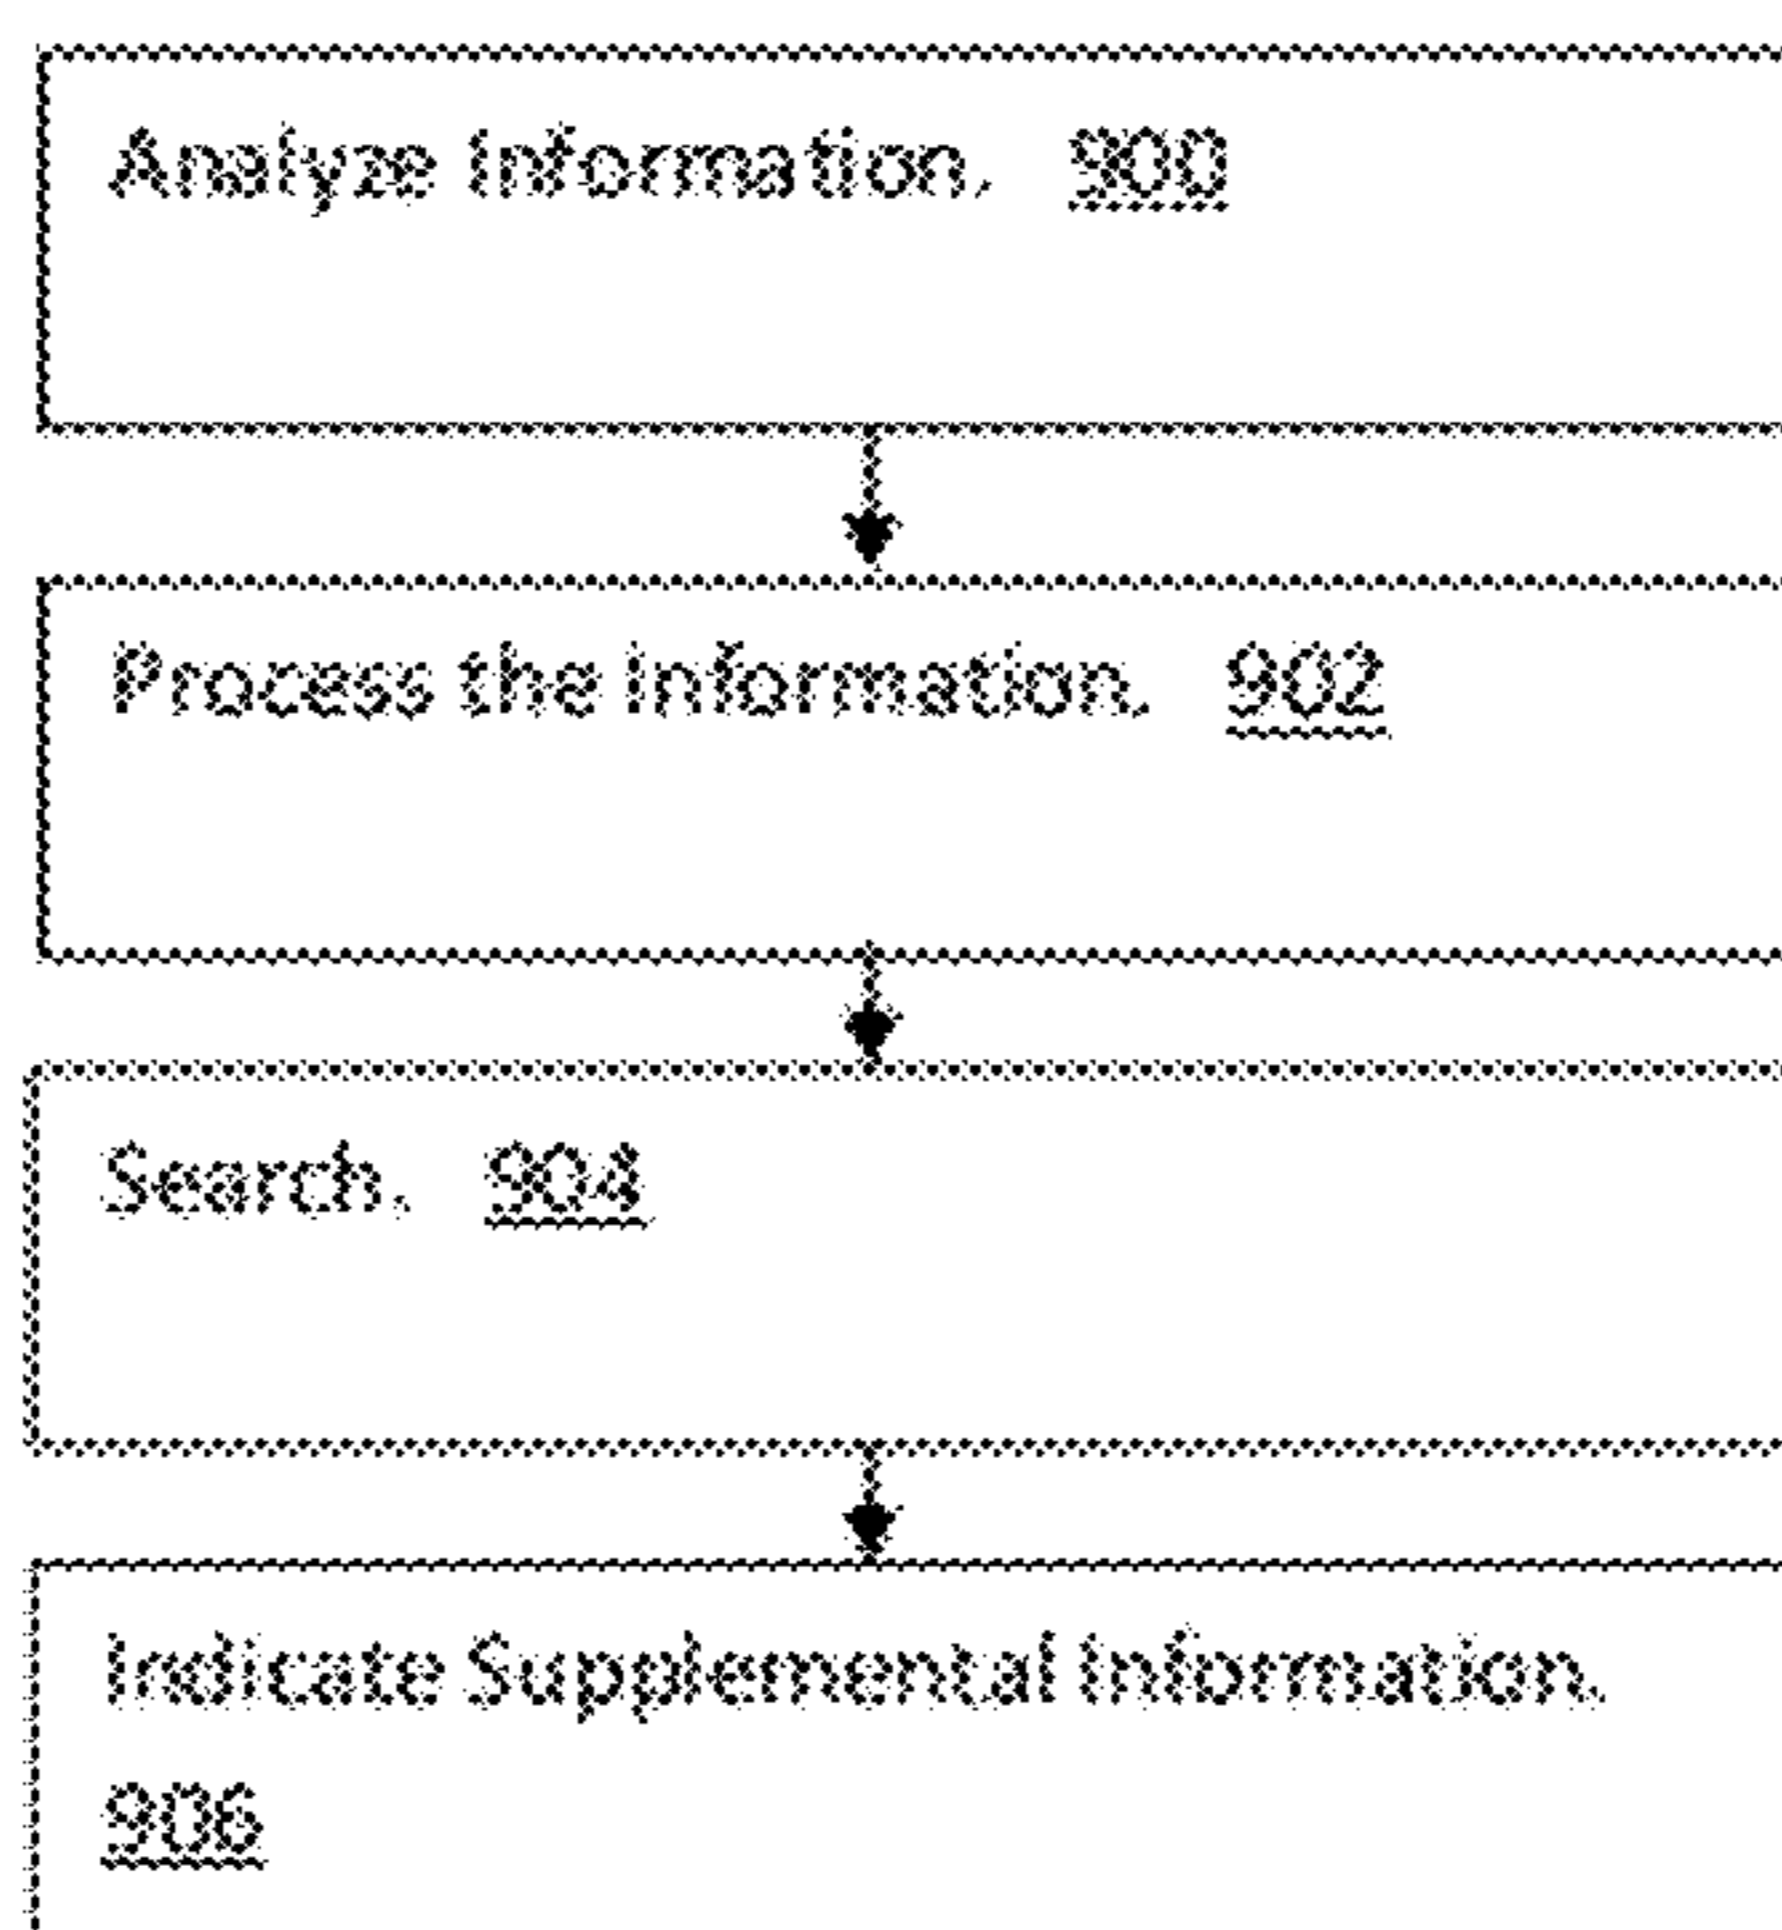 Analyze Information, 900
Process the Information, 902
Search, 904
Indicate Supplemental Information,
906